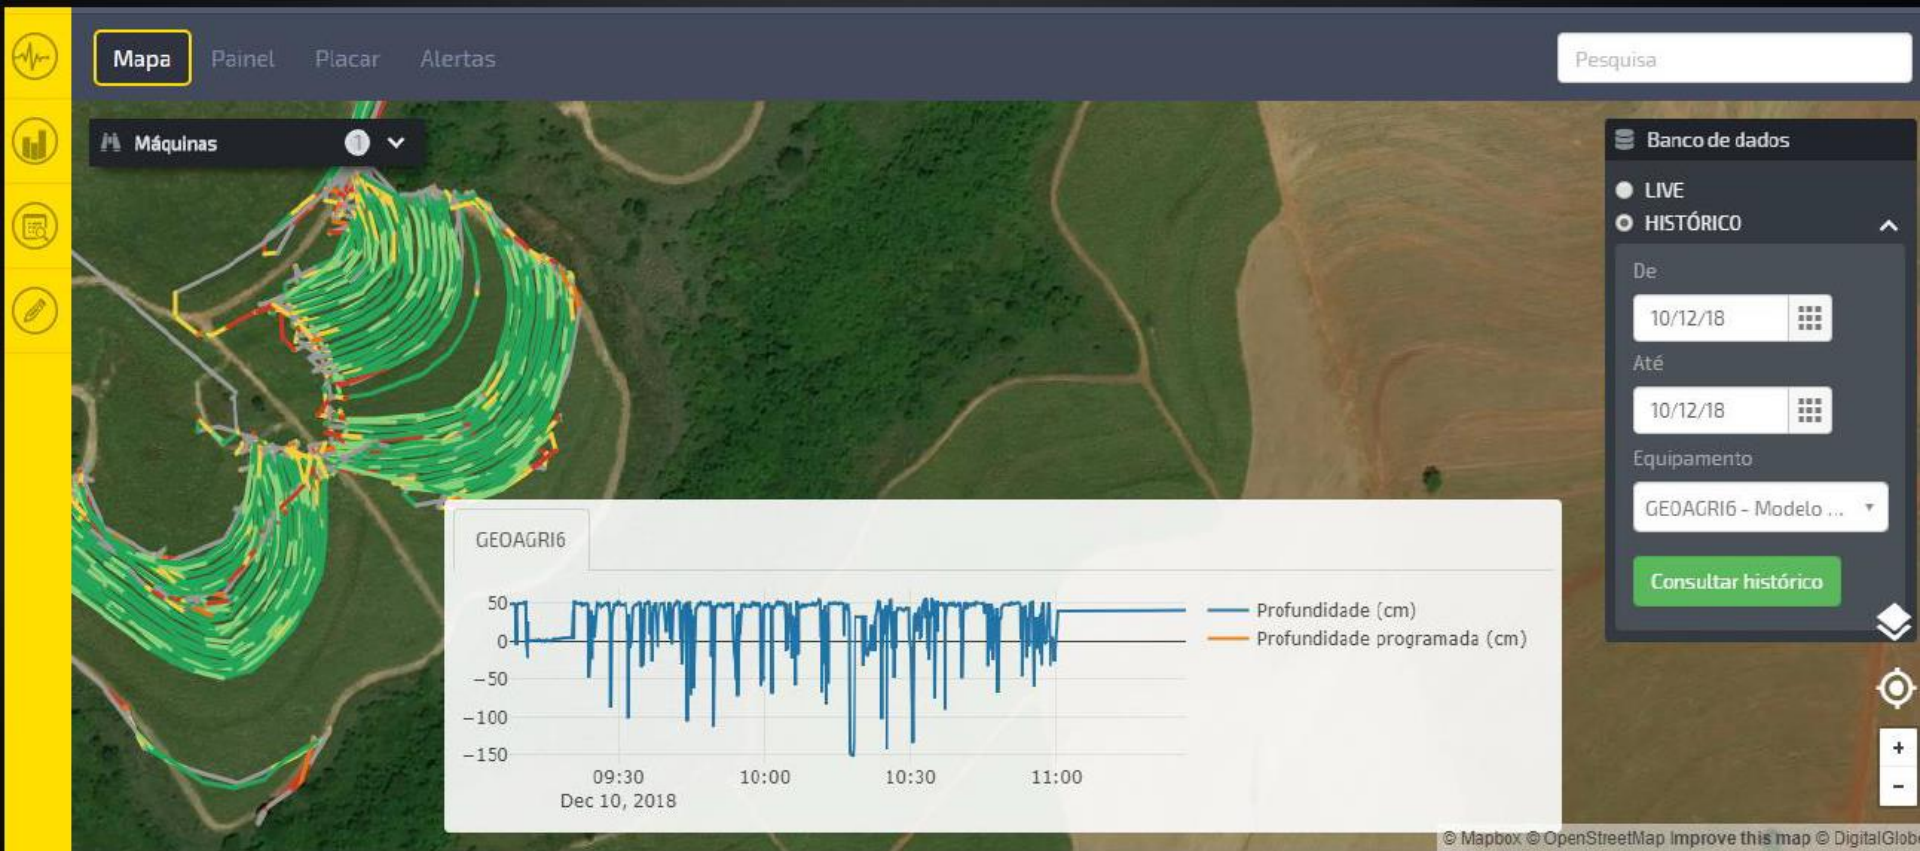 Mapa Painel Placar Alertas
Pesquisa
Máquinas 1
Banco de dados
LIVE
HISTÓRICO
De
10/12/18
Até
10/12/18
Equipamento
GEOAGRI6 - Modelo ...
Consultar histórico
GEOAGRI6
50
0
−50
−100
−150
09:30 10:00 10:30 11:00
Dec 10, 2018
Profundidade (cm)
Profundidade programada (cm)
+
−
© Mapbox © OpenStreetMap Improve this map © DigitalGlobe